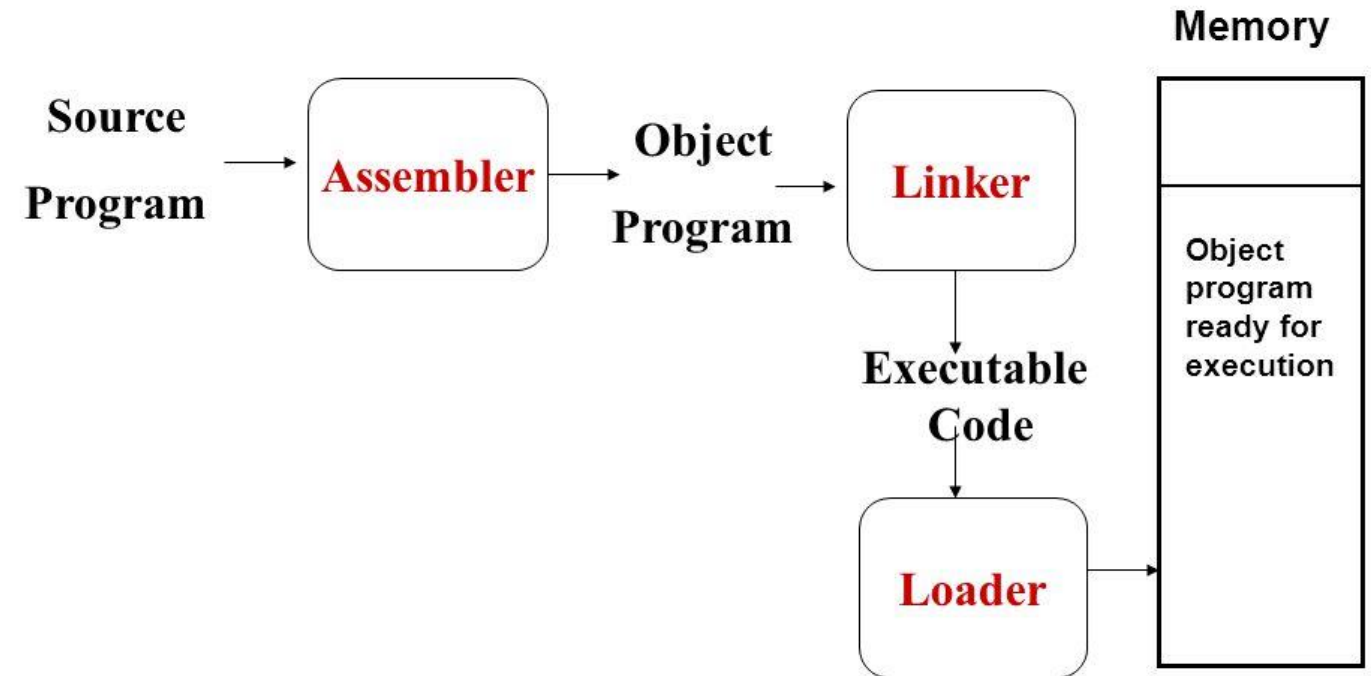 Memory
Source
Program
Assembler
Object
Program
Linker
Object
program
ready for
execution
Executable
Code
Loader